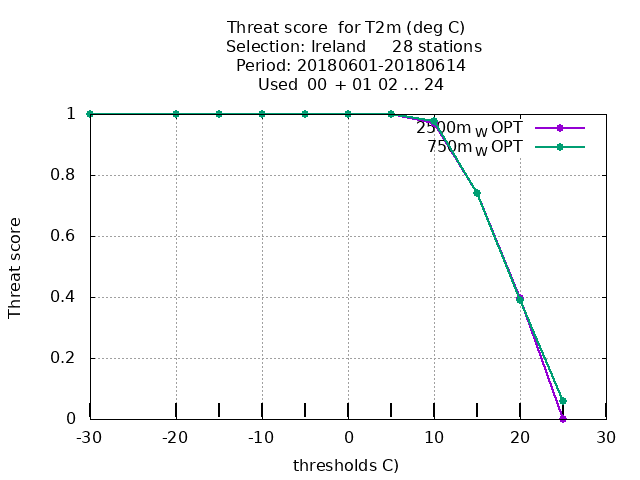 Threat score  for T2m (deg C)
Selection: Ireland     28 stations
Period: 20180601-20180614
Used  00 + 01 02 ... 24
Threat score
1
0.8
0.6
0.4
0.2
0
2500m W OPT
750m W OPT
-30 -20 -10 0 10 20 30
thresholds C)